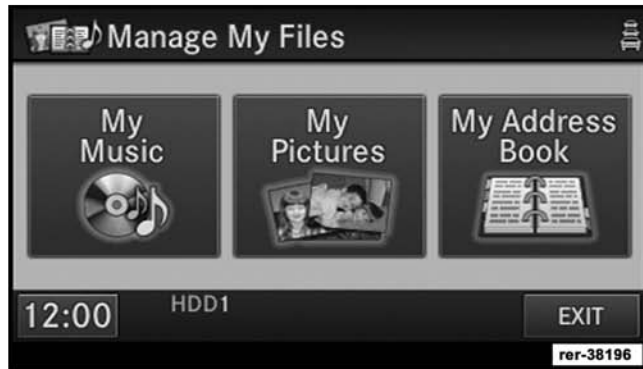 Manage My Files
My
Music
My
Pictures
My Address
Book
12:00
HDD1
EXIT
rer-38196